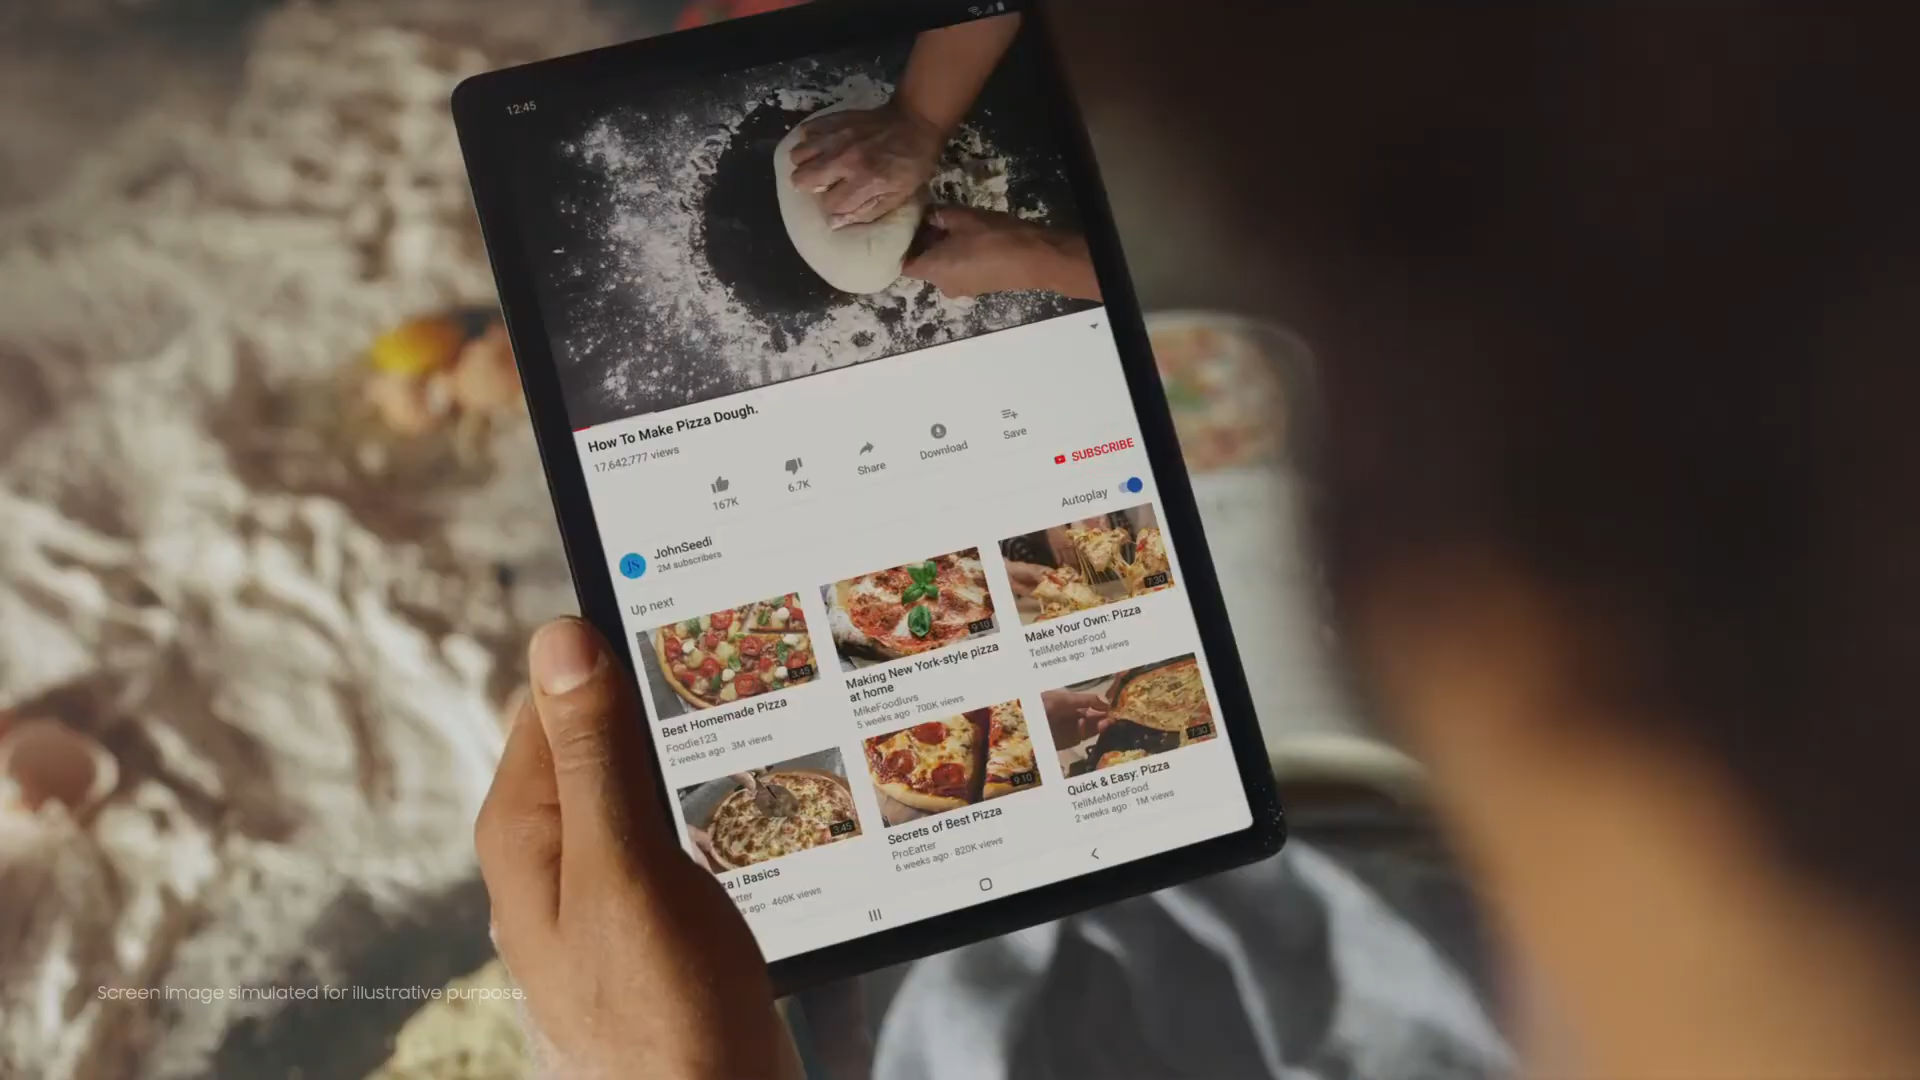 12:45
How To Make Pizza Dough.
17,642,777 views
167K
6.7K
Share
Download
Save
SUBSCRIBE
Autoplay
JS
JohnSeedi
2M subscribers
Up next
3:45
Best Homemade Pizza
Foodie123
2 weeks ago · 3M views
9:10
Making New York-style pizza
at home
MikeFoodluvs
5 weeks ago · 700K views
7:30
Make Your Own: Pizza
TellMeMoreFood
4 weeks ago · 2M views
3:45
za | Basics
atter
s ago · 460K views
9:10
Secrets of Best Pizza
ProEatter
6 weeks ago · 820K views
7:30
Quick & Easy: Pizza
TellMeMoreFood
2 weeks ago · 1M views
Screen image simulated for illustrative purpose.